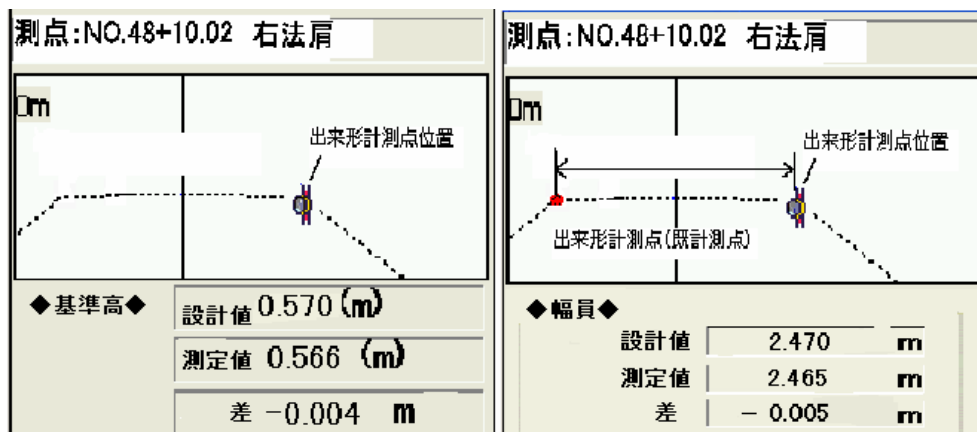 測点:NO.48+10.02 右法肩
0m
出来形計測点位置
◆基準高◆
設計値 0.570 (m)
測定値 0.566 (m)
差 -0.004 m
測点:NO.48+10.02 右法肩
0m
出来形計測点位置
出来形計測点(既計測点)
◆幅員◆
設計値 2.470 m
測定値 2.465 m
差 - 0.005 m